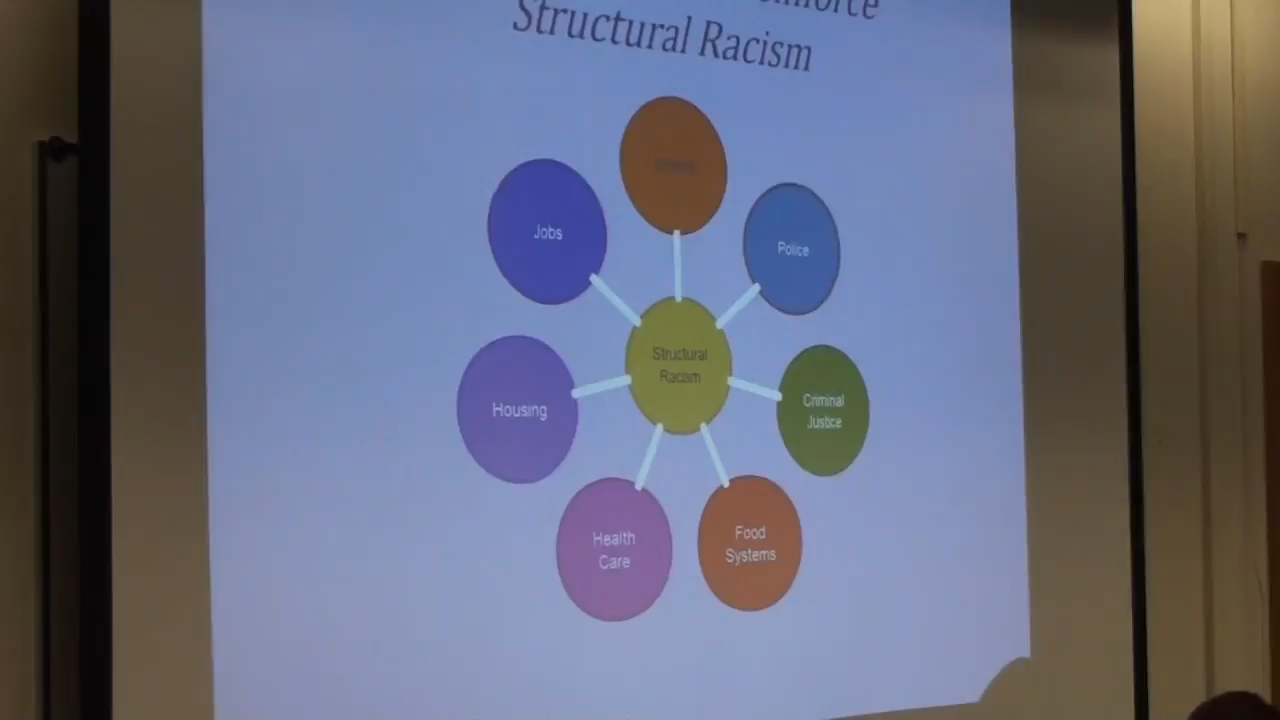 Structural Racism
Jobs
Police
Structural
Racism
Housing
Criminal
Justice
Health
Care
Food
Systems